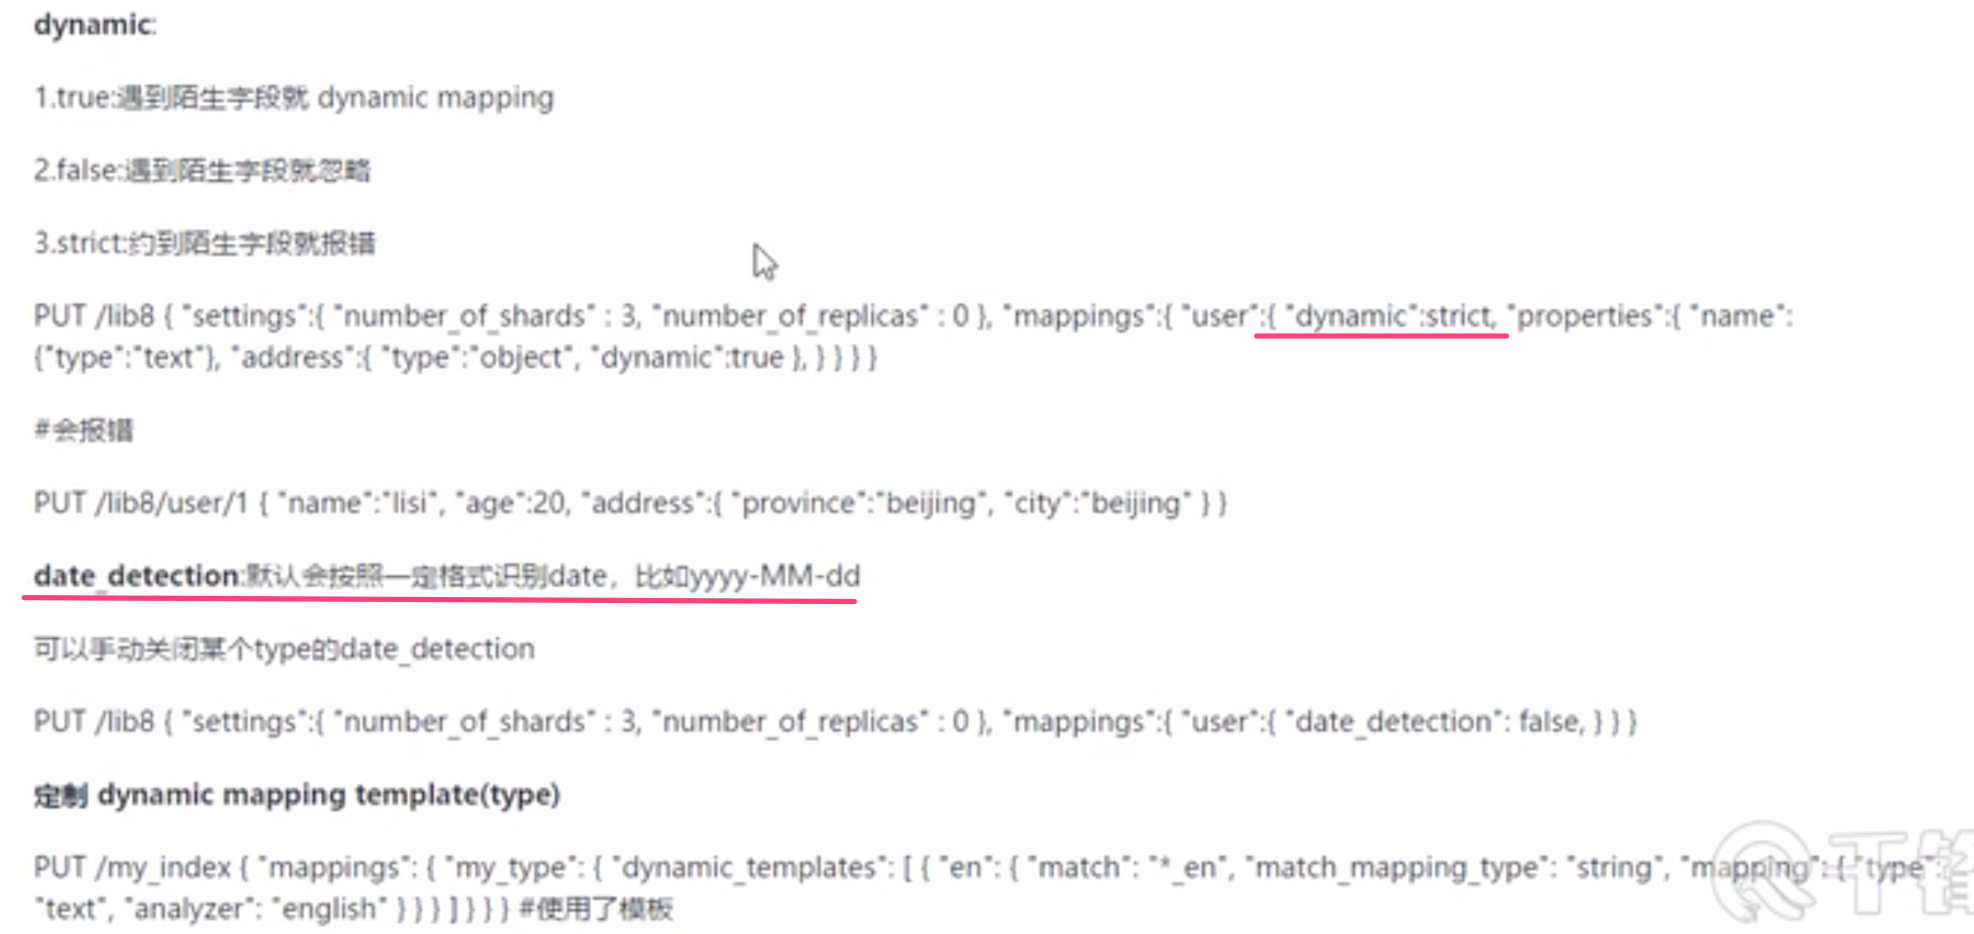 dynamic:
1.true:遇到陌生字段就 dynamic mapping
2.false:遇到陌生字段就忽略
3.strict:约到陌生字段就报错
PUT /lib8 { "settings":{ "number_of_shards" : 3, "number_of_replicas" : 0 }, "mappings":{ "user":{ "dynamic":strict, "properties":{ "name":
{"type":"text"}, "address":{ "type":"object", "dynamic":true }, } } } }
#会报错
PUT /lib8/user/1 { "name":"lisi", "age":20, "address":{ "province":"beijing", "city":"beijing" } }
date_detection:默认会按照一定格式识别date，比如yyyy-MM-dd
可以手动关闭某个type的date_detection
PUT /lib8 { "settings":{ "number_of_shards" : 3, "number_of_replicas" : 0 }, "mappings":{ "user":{ "date_detection": false, } } }
定制 dynamic mapping template(type)
PUT /my_index { "mappings": { "my_type": { "dynamic_templates": [ { "en": { "match": "*_en", "match_mapping_type": "string", "mapping": { "type":
"text", "analyzer": "english" } } } ] } } } #使用了模板
千锋